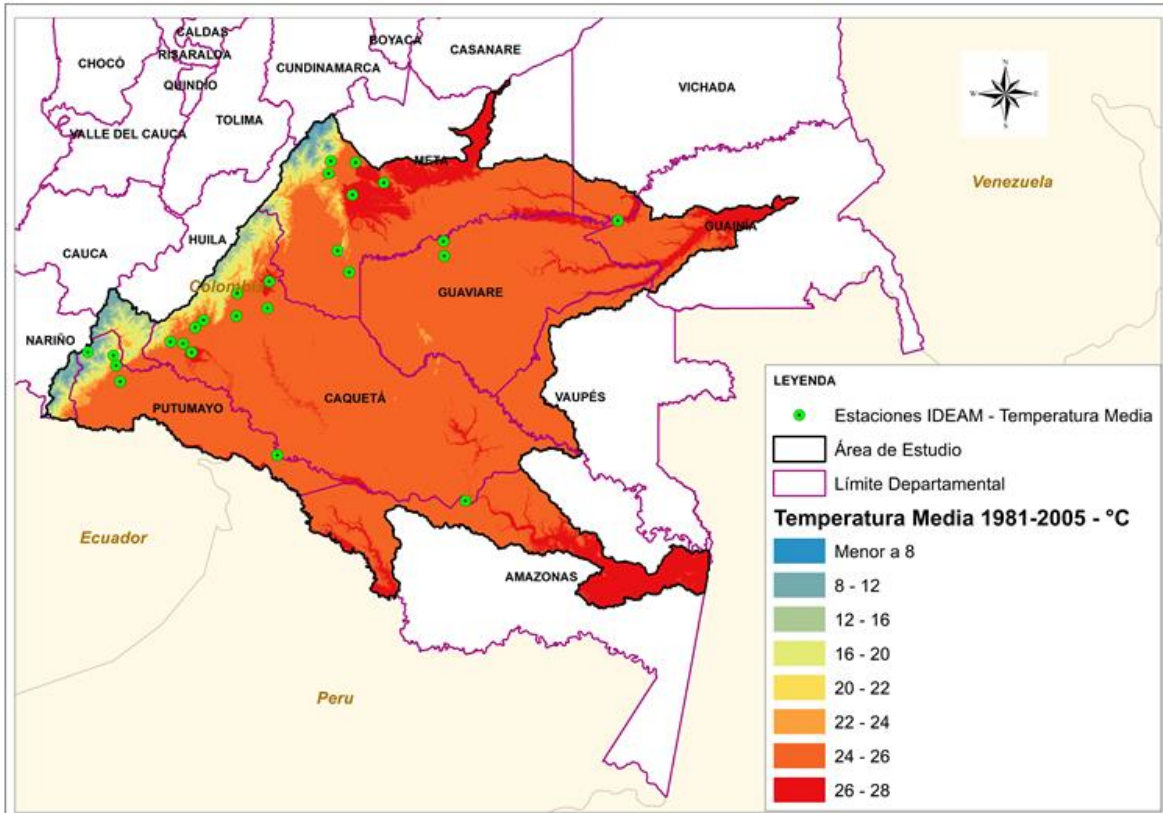 CALDAS
BOYACA
CASANARE
CHOCÓ
RISARALDA
CUNDINAMARCA
QUINDIO
VICHADA
TOLIMA
VALLE DEL CAUCA
N
W E
S
META
Venezuela
GUAINÍA
HUILA
CAUCA
Colombia
GUAVIARE
NARIÑO
CAQUETÁ
VAUPÉS
PUTUMAYO
Ecuador
AMAZONAS
Peru
LEYENDA
Estaciones IDEAM - Temperatura Media
Área de Estudio
Límite Departamental
Temperatura Media 1981-2005 - °C
Menor a 8
8 - 12
12 - 16
16 - 20
20 - 22
22 - 24
24 - 26
26 - 28